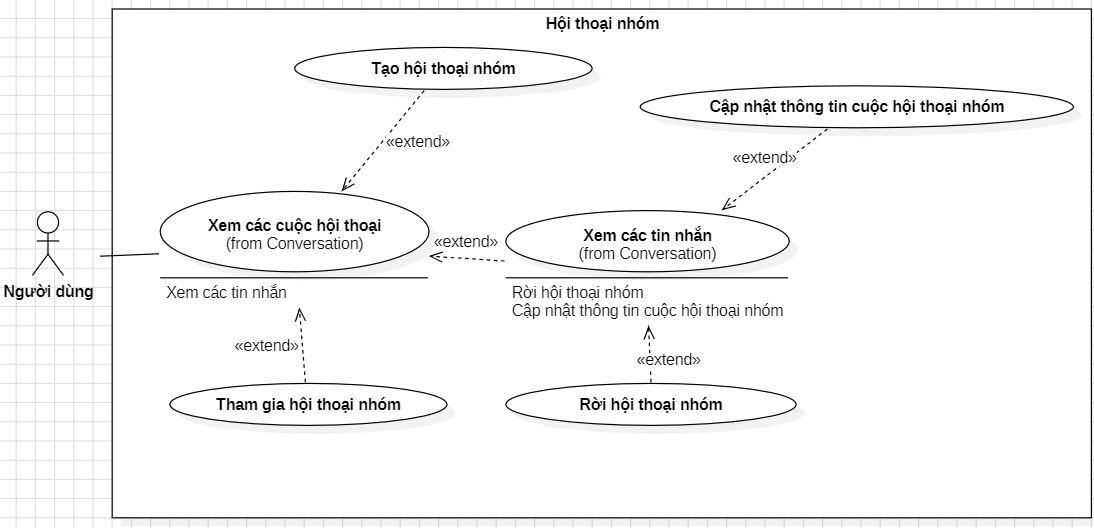 Hội thoại nhóm
Tạo hội thoại nhóm
Cập nhật thông tin cuộc hội thoại nhóm
«extend»
«extend»
Xem các cuộc hội thoại
(from Conversation)
«extend»
Xem các tin nhắn
(from Conversation)
Người dùng
Xem các tin nhắn
Rời hội thoại nhóm
Cập nhật thông tin cuộc hội thoại nhóm
«extend»
«extend»
Tham gia hội thoại nhóm
Rời hội thoại nhóm